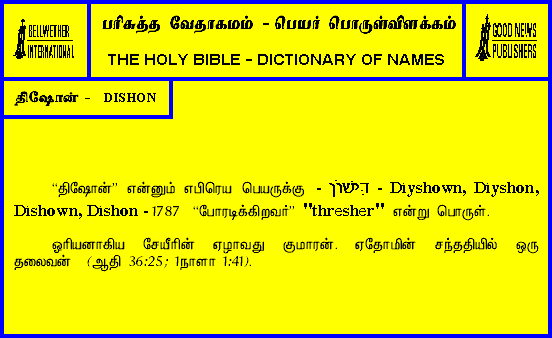 BELLWETHER
INTERNATIONAL
பரிசுத்த வேதாகமம் - பெயர் பொருள்விளக்கம்
THE HOLY BIBLE - DICTIONARY OF NAMES
GOOD NEWS
PUBLISHERS
திஷோன் - DISHON
“திஷோன்” என்னும் எபிரெய பெயருக்கு - דִּישׁוֹן - Diyshown, Diyshon,
Dishown, Dishon - 1787 “போரடிக்கிறவர்” "thresher" என்று பொருள்.
ஓரியனாகிய சேயீரின் ஏழாவது குமாரன். ஏதோமின் சந்ததியில் ஒரு
தலைவன் (ஆதி 36:25; 1நாளா 1:41).